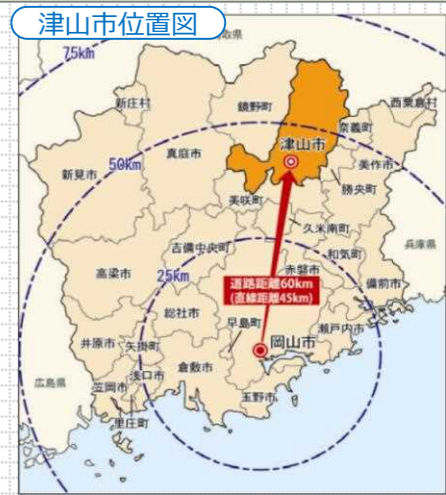 津山市位置図
鳥取県
75km
新庄村
鏡野町
西粟倉村
奈義町
津山市
真庭市
50km
美作市
新見市
勝央町
美咲町
久米南町
兵庫県
吉備中央町
和気町
25km
赤磐市
高梁市
道路距離60km
(直線距離45km)
備前市
総社市
早島町
瀬戸内市
井原市
矢掛町
岡山市
広島県
浅口市
倉敷市
笠岡市
玉野市
里庄町